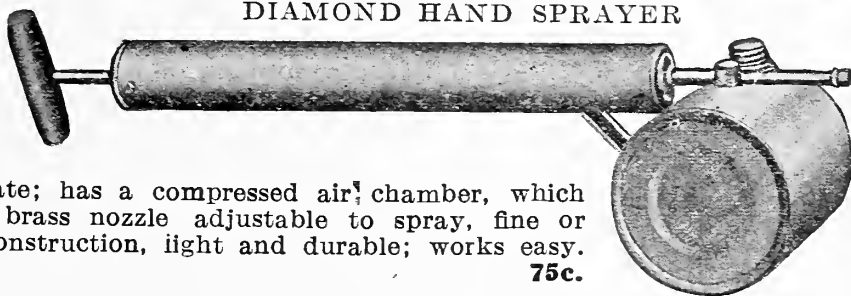 DIAMOND HAND SPRAYER
ate; has a compressed air, chamber, which
brass nozzle adjustable to spray, fine or
onstruction, light and durable; works easy.
75c.